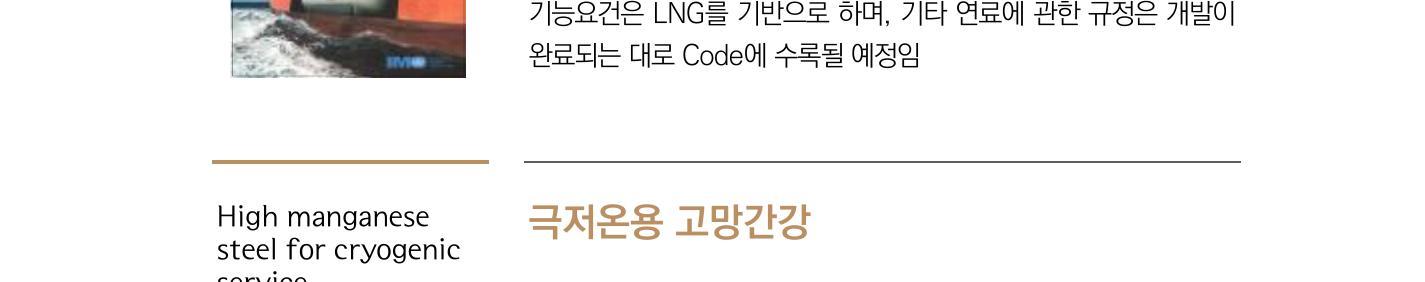 기능요건은 LNG를 기반으로 하며, 기타 연료에 관한 규정은 개발이
완료되는 대로 Code에 수록될 예정임
IMO
극저온용 고망간강
High manganese
steel for cryogenic
service